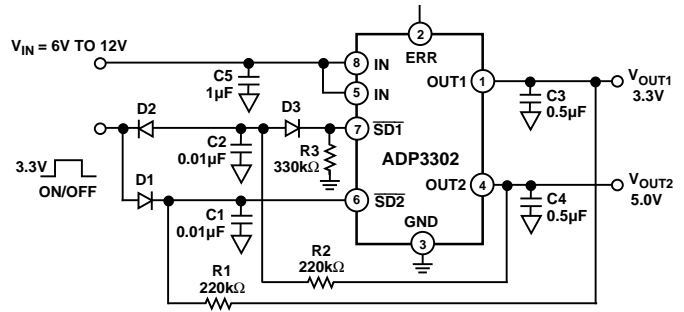 V_IN = 6V TO 12V
2
ERR
8
IN
OUT1
1
V_OUT1
3.3V
C5
1µF
5
IN
C3
0.5µF
D2
D3
C2
0.01µF
7
SD1
R3
330kΩ
ADP3302
3.3V
ON/OFF
D1
OUT2
4
V_OUT2
5.0V
6
SD2
C4
0.5µF
C1
0.01µF
GND
3
R2
220kΩ
R1
220kΩ